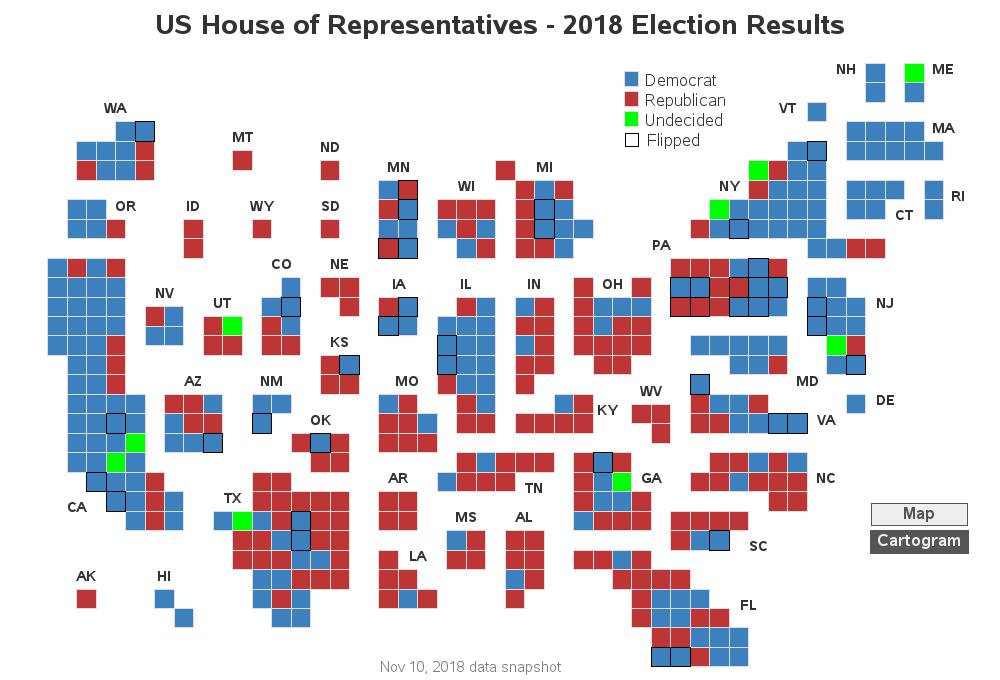 US House of Representatives - 2018 Election Results
NH
ME
Democrat
Republican
Undecided
Flipped
VT
WA
MA
MT
ND
MN
WI
MI
NY
RI
CT
OR
ID
WY
SD
PA
CO
NE
NV
UT
IA
IL
IN
OH
NJ
KS
AZ
NM
MO
WV
MD
DE
KY
VA
OK
CA
TX
AR
TN
GA
NC
MS
AL
SC
LA
Map
Cartogram
AK
HI
FL
Nov 10, 2018 data snapshot